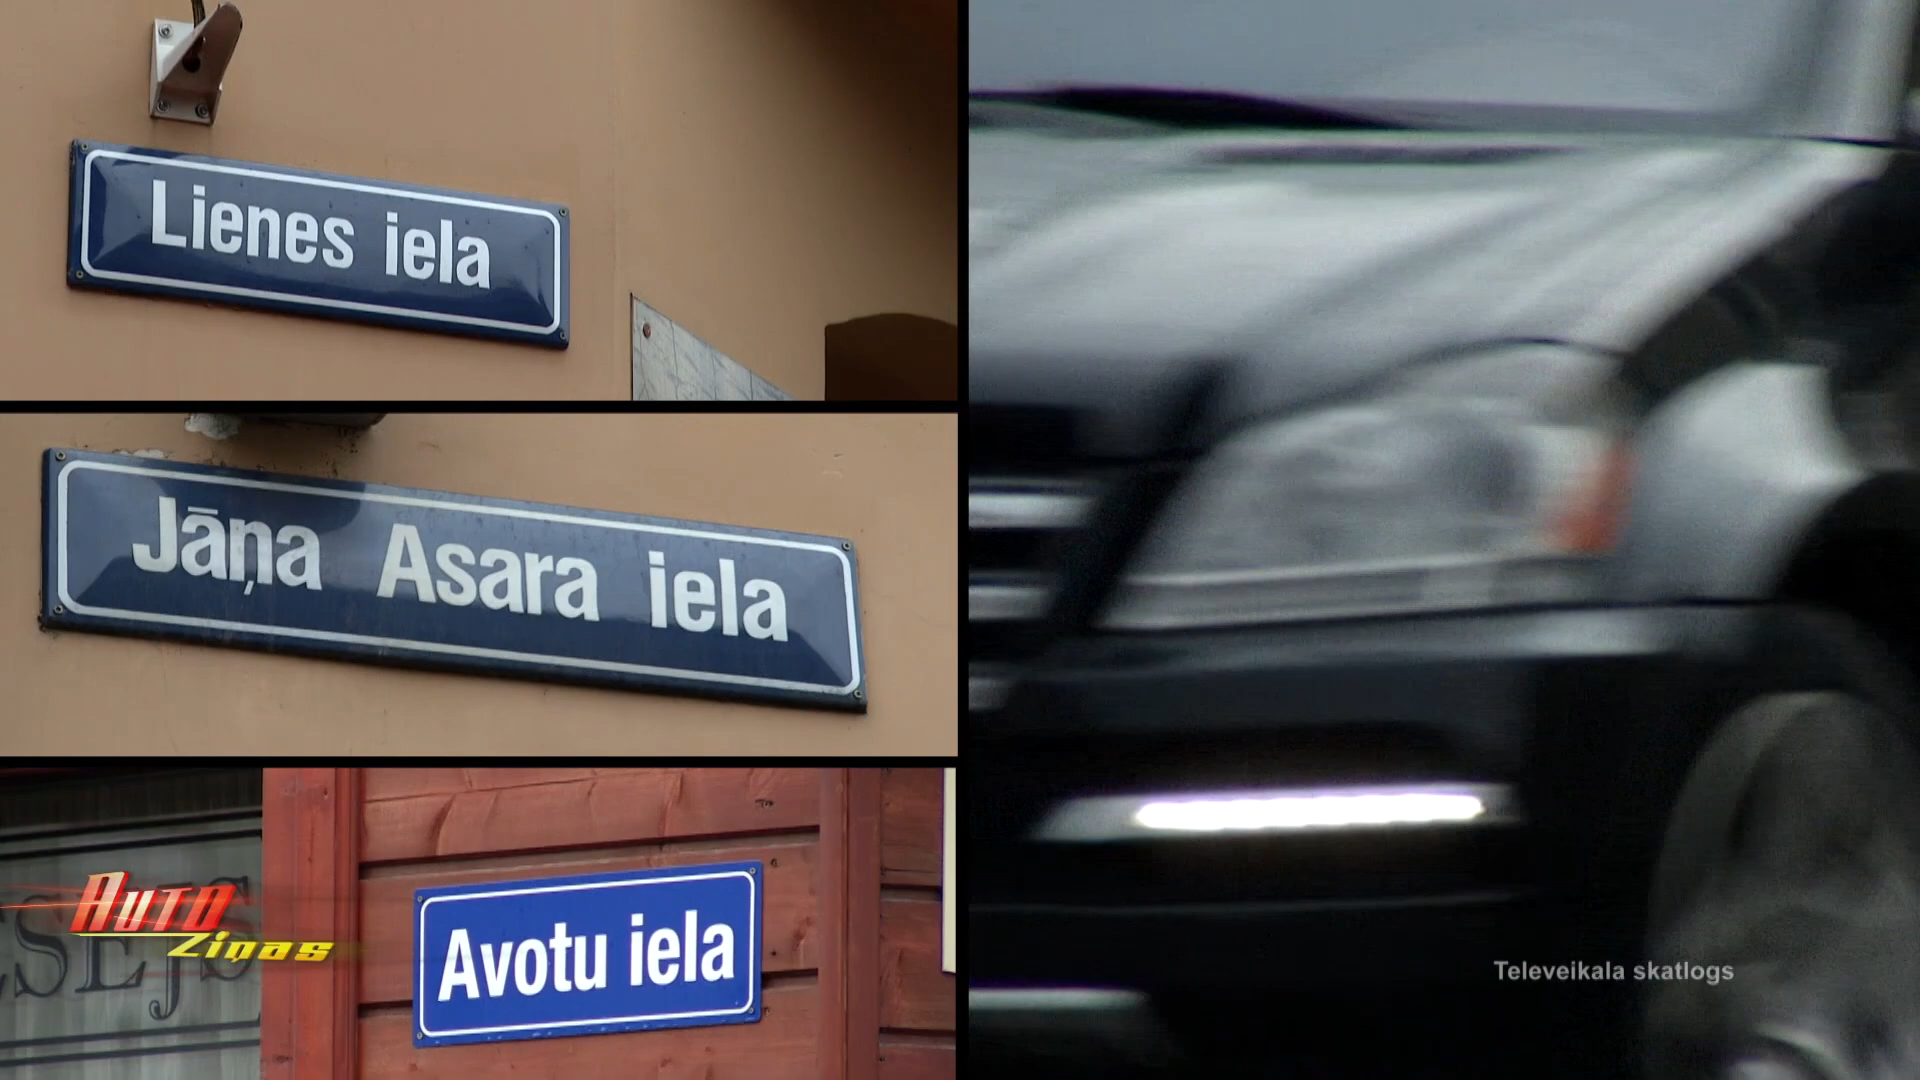 Lienes iela
Jāņa Asara iela
Avotu iela
Auto
Ziņas
Televeikala skatlogs